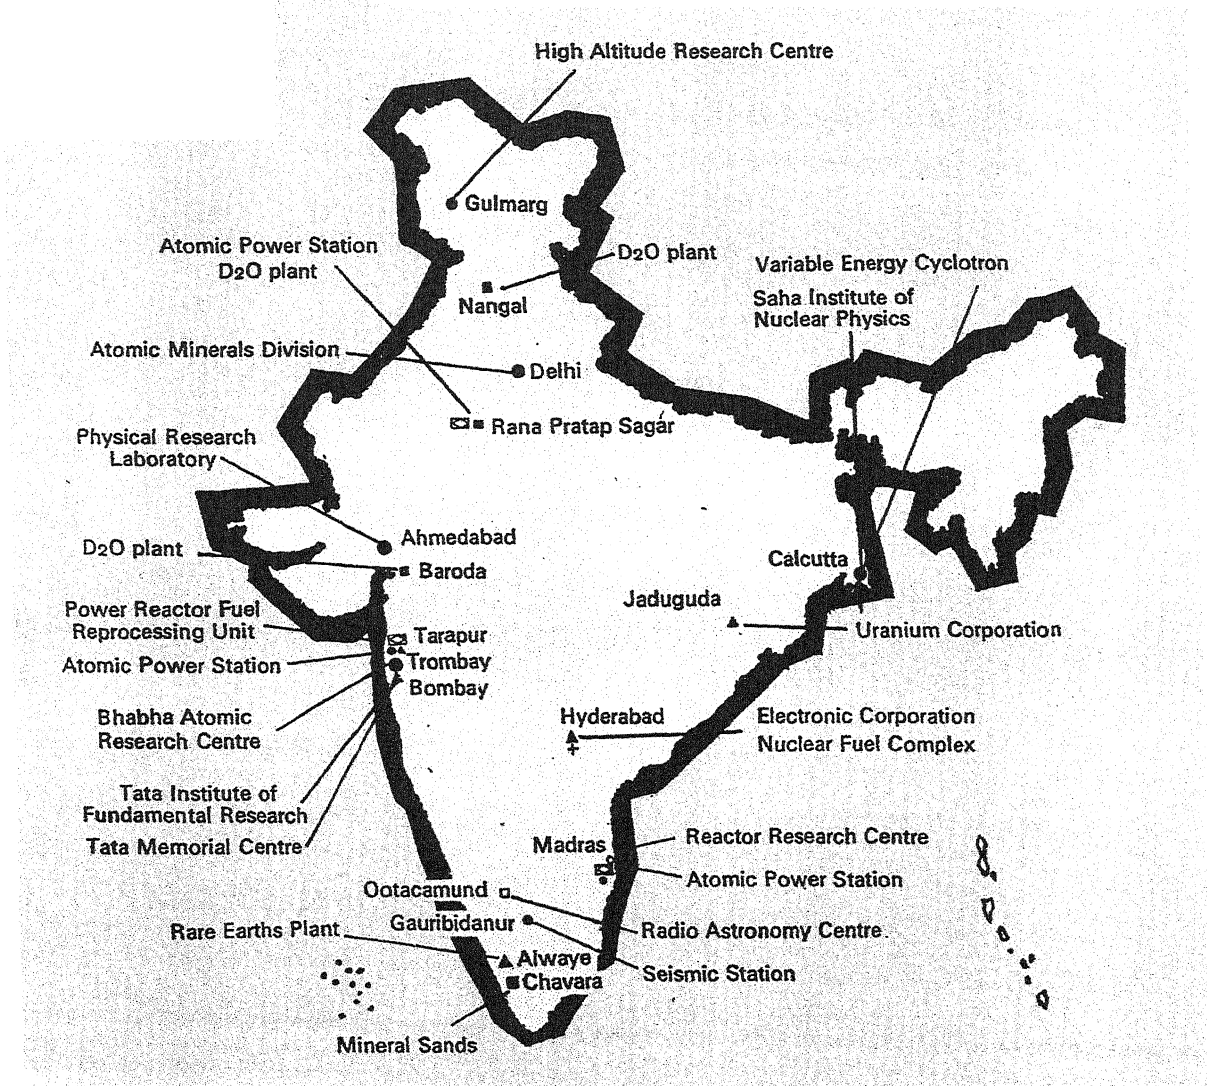 High Altitude Research Centre
Gulmarg
Atomic Power Station
D2O plant
D2O plant
Nangal
Variable Energy Cyclotron
Saha Institute of
Nuclear Physics
Atomic Minerals Division
Delhi
Rana Pratap Sagar
Physical Research
Laboratory
Ahmedabad
D2O plant
Baroda
Calcutta
Jaduguda
Uranium Corporation
Power Reactor Fuel
Reprocessing Unit
Tarapur
Atomic Power Station
Trombay
Bombay
Bhabha Atomic
Research Centre
Hyderabad
Electronic Corporation
Nuclear Fuel Complex
Tata Institute of
Fundamental Research
Tata Memorial Centre
Madras
Reactor Research Centre
Atomic Power Station
Ootacamund
Gauribidanur
Radio Astronomy Centre
Rare Earths Plant
Alwaye
Seismic Station
Chavara
Mineral Sands